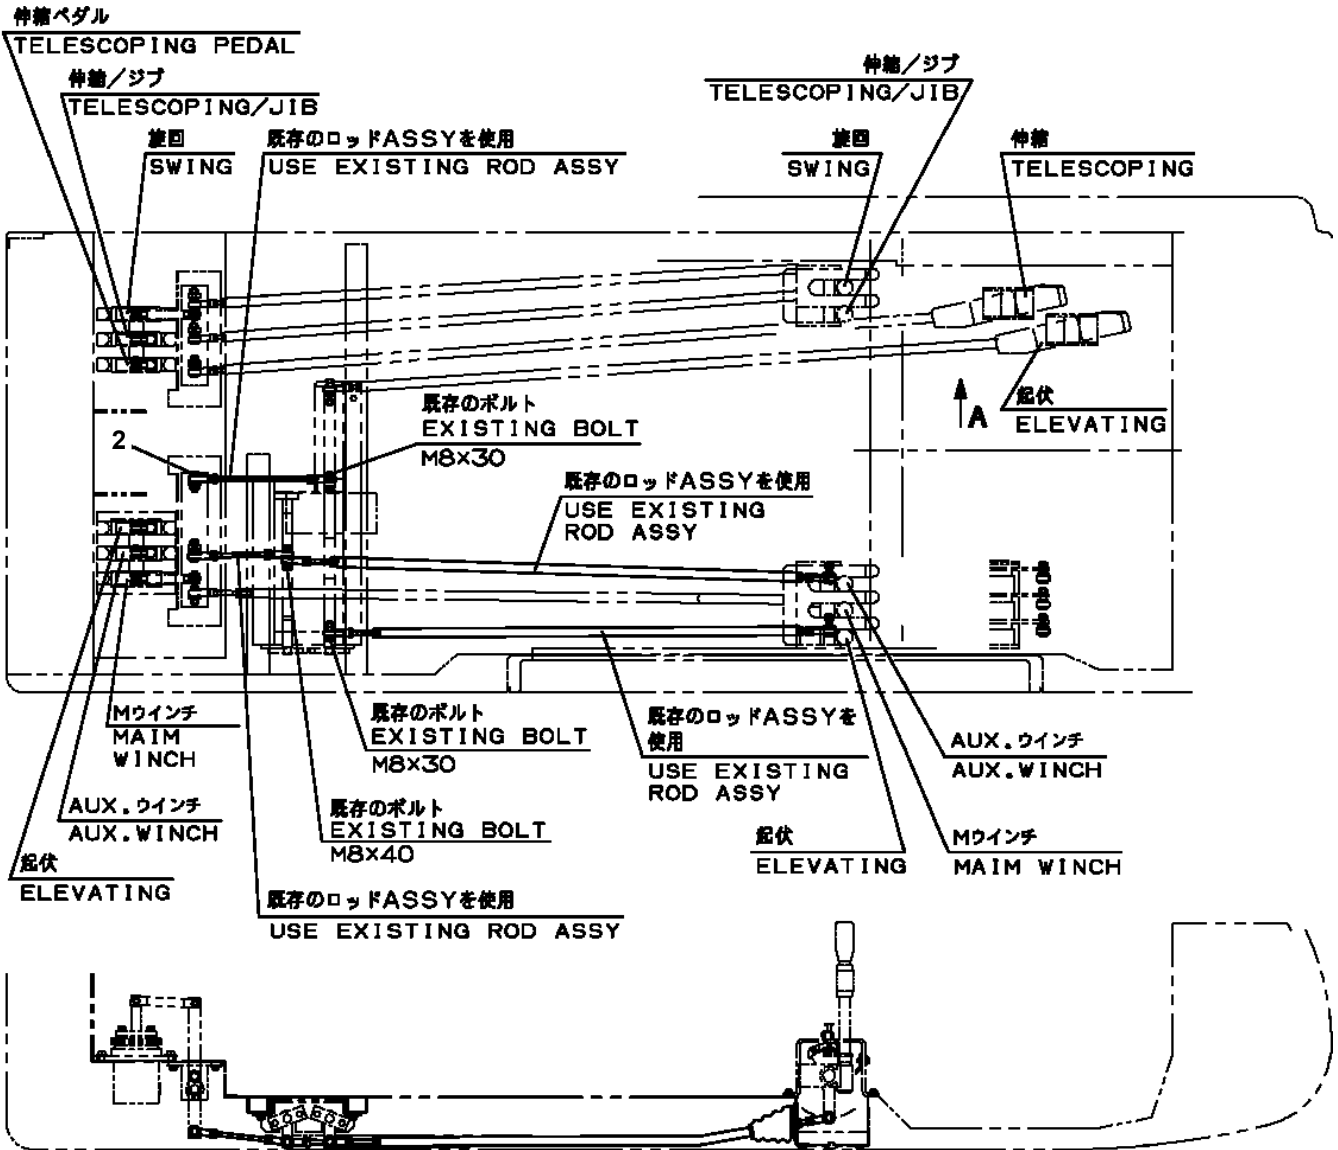 伸縮ペダル
TELESCOPING PEDAL
伸縮/ジブ
TELESCOPING/JIB
旋回
SWING
既存のロッドASSYを使用
USE EXISTING ROD ASSY
伸縮/ジブ
TELESCOPING/JIB
旋回
SWING
伸縮
TELESCOPING
既存のボルト
EXISTING BOLT
M8×30
2
A
起伏
ELEVATING
既存のロッドASSYを使用
USE EXISTING
ROD ASSY
Mウインチ
MAIM
WINCH
既存のボルト
EXISTING BOLT
M8×30
既存のロッドASSYを
使用
USE EXISTING
ROD ASSY
AUX.ウインチ
AUX.WINCH
AUX.ウインチ
AUX.WINCH
既存のボルト
EXISTING BOLT
M8×40
起伏
ELEVATING
Mウインチ
MAIM WINCH
起伏
ELEVATING
既存のロッドASSYを使用
USE EXISTING ROD ASSY